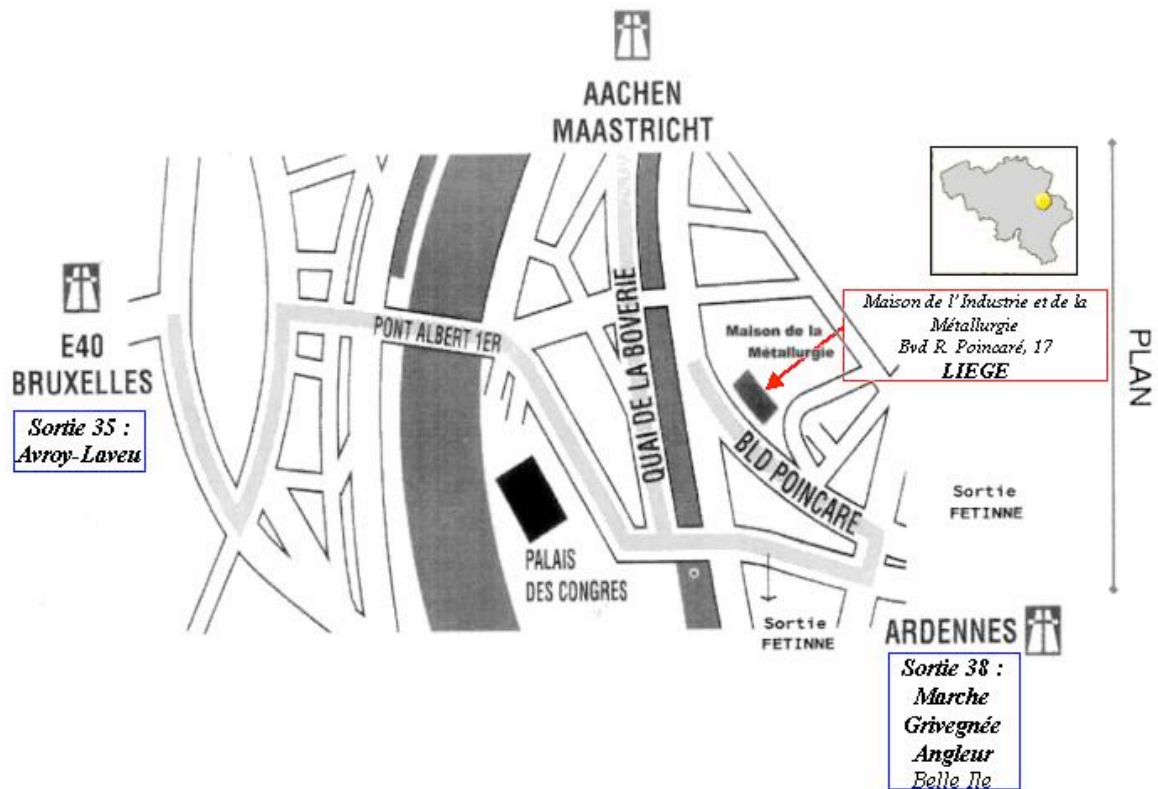 AACHEN
MAASTRICHT
E40
BRUXELLES
Sortie 35 :
Avroy-Laveu
PONT ALBERT 1ER
QUAI DE LA BOVERIE
Maison de la
Métallurgie
Maison de l'Industrie et de la
Métallurgie
Bvd R. Poincaré, 17
LIEGE
PLAN
BLD POINCARE
Sortie
FETINNE
PALAIS
DES CONGRES
Sortie
FETINNE
ARDENNES
Sortie 38 :
Marche
Grivegnée
Angleur
Belle Ile